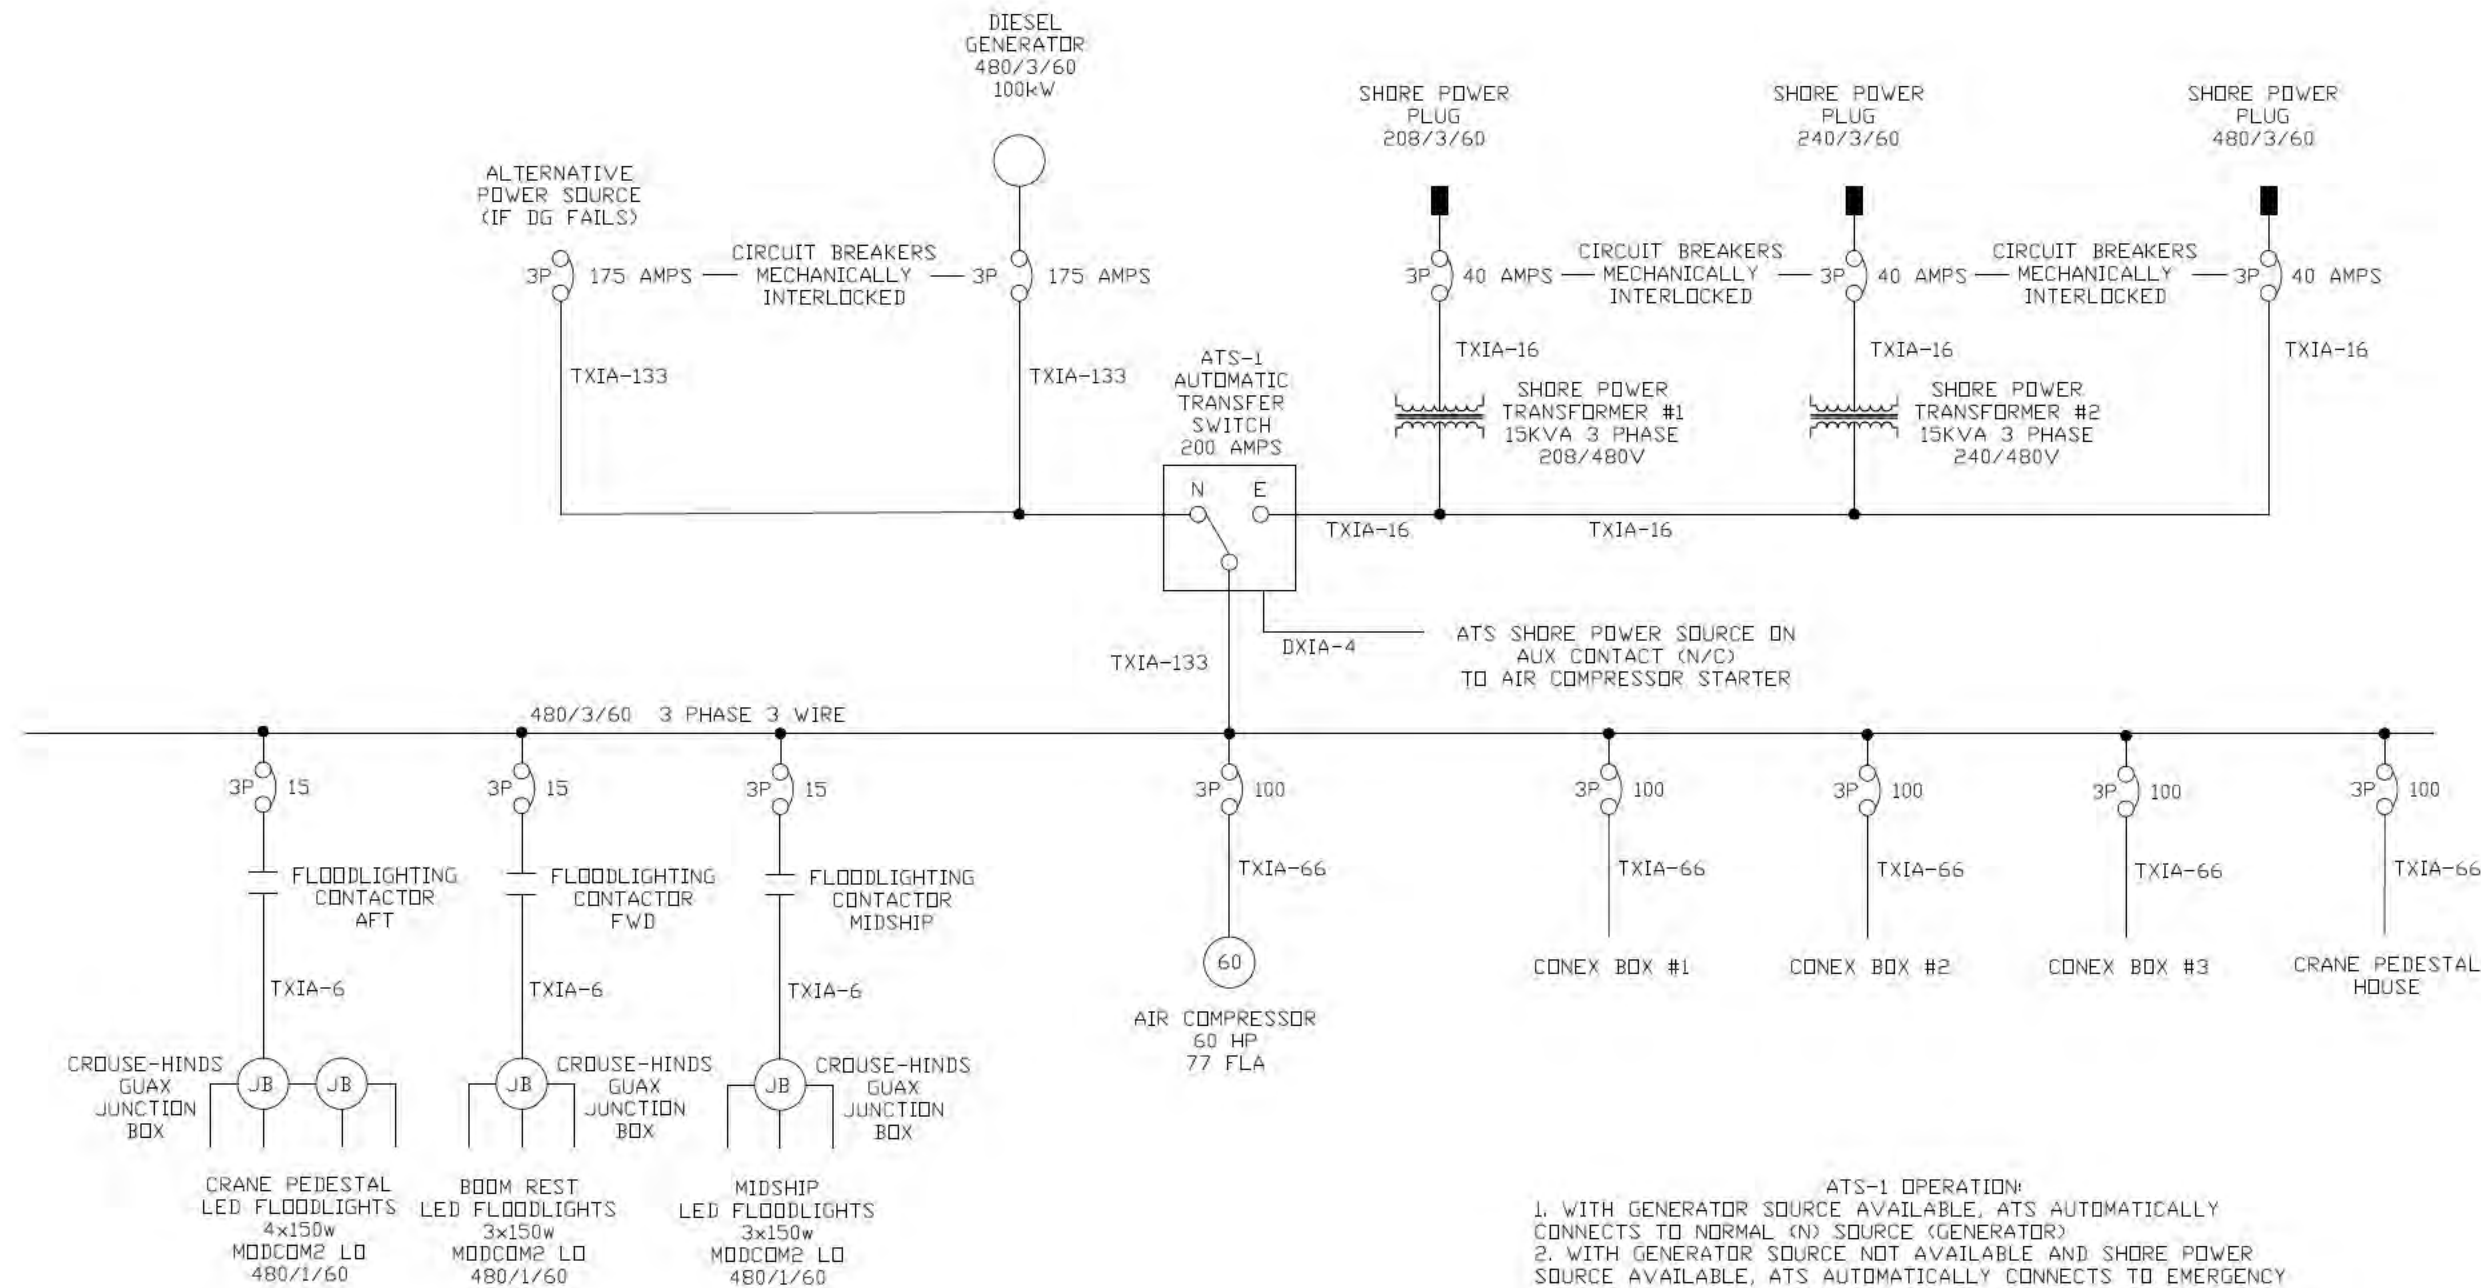 DIESEL
GENERATOR
480/3/60
100kW
SHORE POWER
PLUG
208/3/60
SHORE POWER
PLUG
240/3/60
SHORE POWER
PLUG
480/3/60
ALTERNATIVE
POWER SOURCE
(IF DG FAILS)
3P
175 AMPS
CIRCUIT BREAKERS
MECHANICALLY
INTERLOCKED
3P
175 AMPS
3P
40 AMPS
CIRCUIT BREAKERS
MECHANICALLY
INTERLOCKED
3P
40 AMPS
CIRCUIT BREAKERS
MECHANICALLY
INTERLOCKED
3P
40 AMPS
TXIA-133
TXIA-133
ATS-1
AUTOMATIC
TRANSFER
SWITCH
200 AMPS
TXIA-16
TXIA-16
TXIA-16
SHORE POWER
TRANSFORMER #1
15KVA 3 PHASE
208/480V
SHORE POWER
TRANSFORMER #2
15KVA 3 PHASE
240/480V
N
E
TXIA-16
TXIA-16
TXIA-133
DXIA-4
ATS SHORE POWER SOURCE ON
AUX CONTACT (N/C)
TO AIR COMPRESSOR STARTER
480/3/60 3 PHASE 3 WIRE
3P
15
3P
15
3P
15
3P
100
3P
100
3P
100
3P
100
3P
100
FLOODLIGHTING
CONTACTOR
AFT
FLOODLIGHTING
CONTACTOR
FWD
FLOODLIGHTING
CONTACTOR
MIDSHIP
TXIA-66
TXIA-66
TXIA-66
TXIA-66
TXIA-66
TXIA-6
TXIA-6
TXIA-6
60
AIR COMPRESSOR
60 HP
77 FLA
CONEX BOX #1
CONEX BOX #2
CONEX BOX #3
CRANE PEDESTAL
HOUSE
CROUSE-HINDS
GUAX
JUNCTION
BOX
JB
JB
JB
CROUSE-HINDS
GUAX
JUNCTION
BOX
JB
CROUSE-HINDS
GUAX
JUNCTION
BOX
CRANE PEDESTAL
LED FLOODLIGHTS
4x150w
MODCOM2 LO
480/1/60
BOOM REST
LED FLOODLIGHTS
3x150w
MODCOM2 LO
480/1/60
MIDSHIP
LED FLOODLIGHTS
3x150w
MODCOM2 LO
480/1/60
ATS-1 OPERATION:
1. WITH GENERATOR SOURCE AVAILABLE, ATS AUTOMATICALLY
CONNECTS TO NORMAL (N) SOURCE (GENERATOR)
2. WITH GENERATOR SOURCE NOT AVAILABLE AND SHORE POWER
SOURCE AVAILABLE, ATS AUTOMATICALLY CONNECTS TO EMERGENCY